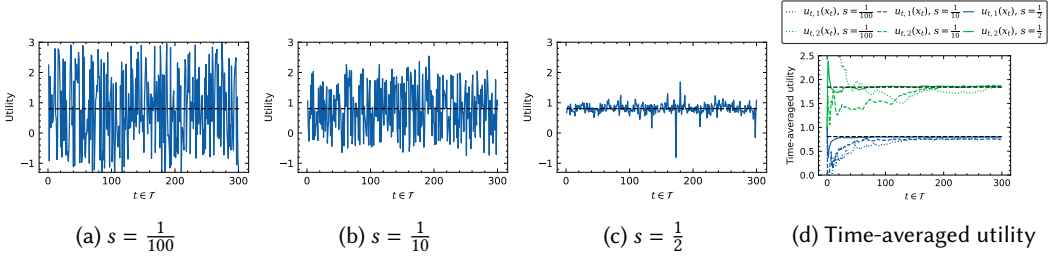 u_{t,1}(x_t), s = 1/100 u_{t,1}(x_t), s = 1/10 u_{t,1}(x_t), s = 1/2
u_{t,2}(x_t), s = 1/100 u_{t,2}(x_t), s = 1/10 u_{t,2}(x_t), s = 1/2
Utility
3
2
1
0
−1
0 100 200 300
t ∈ 𝒯
Utility
3
2
1
0
−1
0 100 200 300
t ∈ 𝒯
Utility
3
2
1
0
−1
0 100 200 300
t ∈ 𝒯
Time-averaged utility
2.5
2.0
1.5
1.0
0.5
0.0
0 100 200 300
t ∈ 𝒯
(a) s = 1/100
(b) s = 1/10
(c) s = 1/2
(d) Time-averaged utility